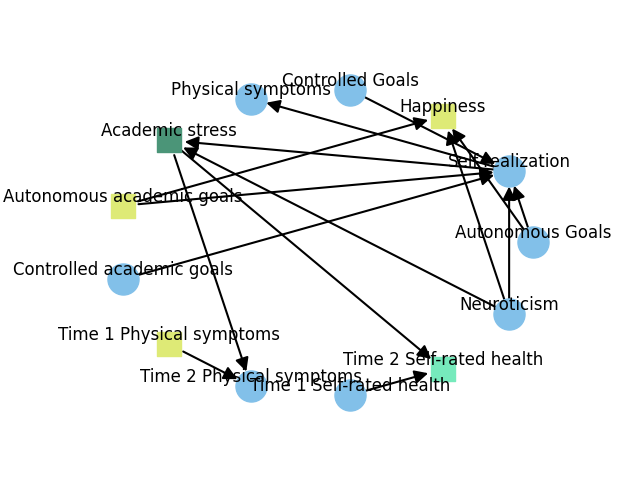 Controlled Goals
Physical symptoms
Happiness
Academic stress
Self-realization
Autonomous academic goals
Autonomous Goals
Controlled academic goals
Neuroticism
Time 1 Physical symptoms
Time 2 Self-rated health
Time 2 Physical symptoms
Time 1 Self-rated health